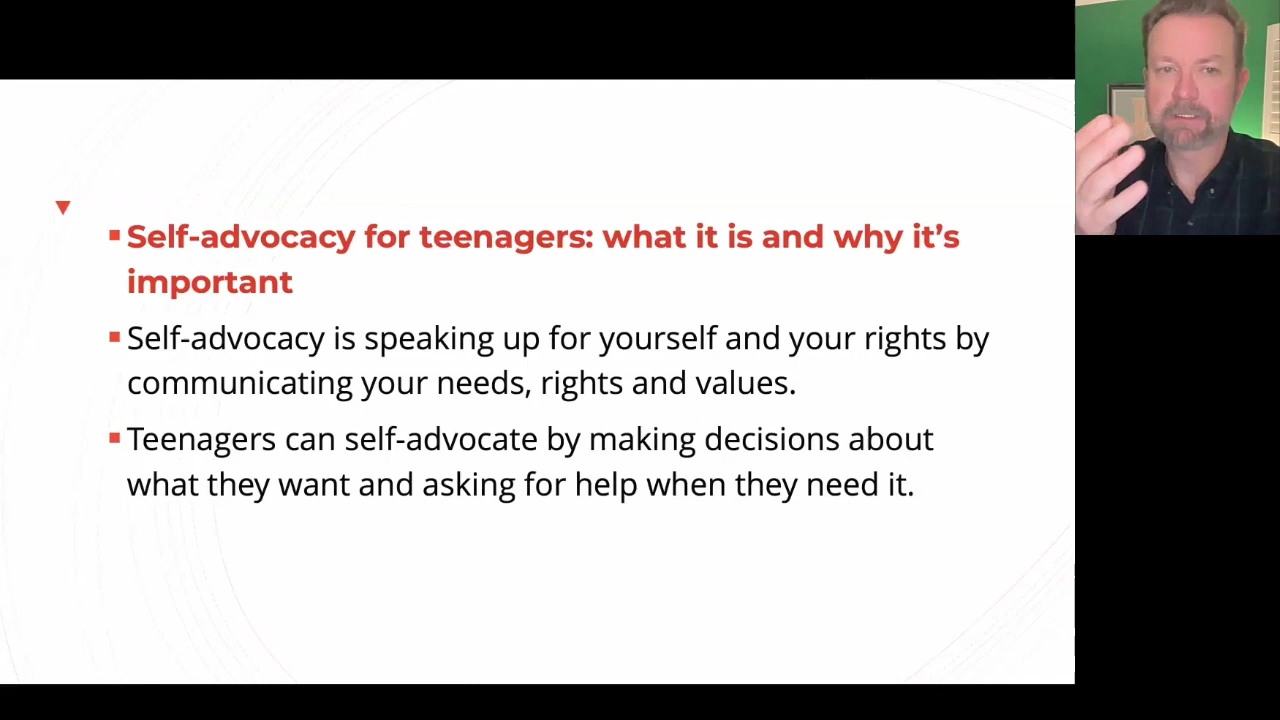 Self-advocacy for teenagers: what it is and why it’s
important
Self-advocacy is speaking up for yourself and your rights by
communicating your needs, rights and values.
Teenagers can self-advocate by making decisions about
what they want and asking for help when they need it.